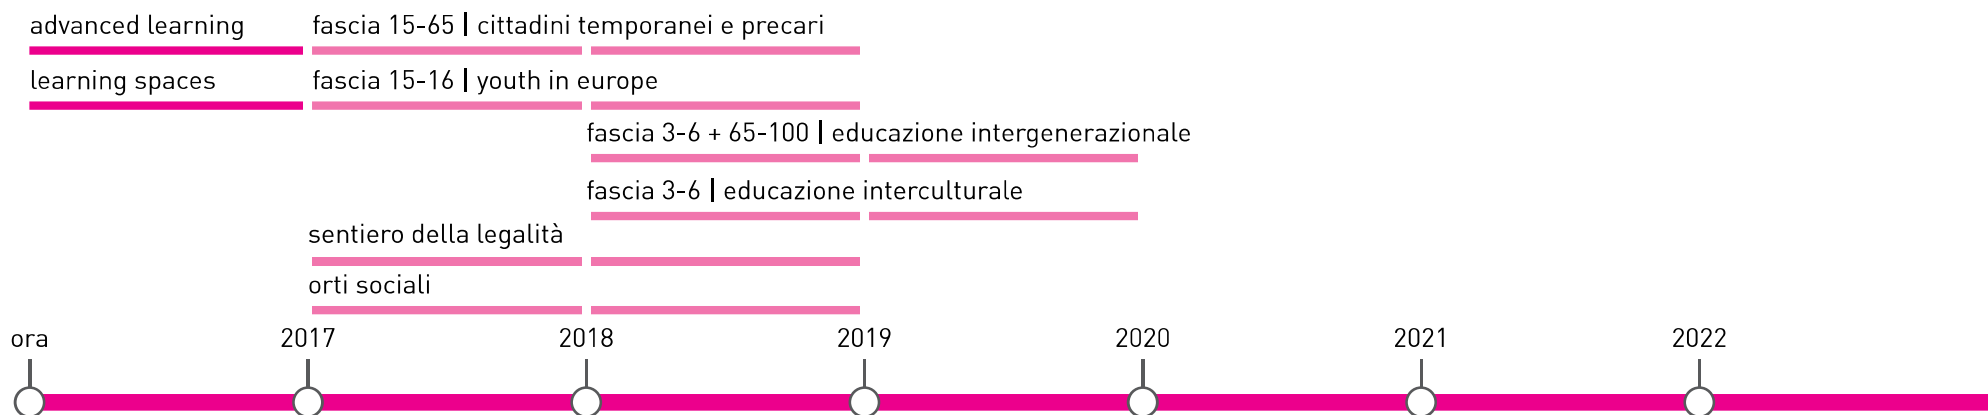 advanced learning fascia 15-65 | cittadini temporanei e precari
learning spaces fascia 15-16 | youth in europe
fascia 3-6 + 65-100 | educazione intergenerazionale
fascia 3-6 | educazione interculturale
sentiero della legalità
orti sociali
ora 2017 2018 2019 2020 2021 2022